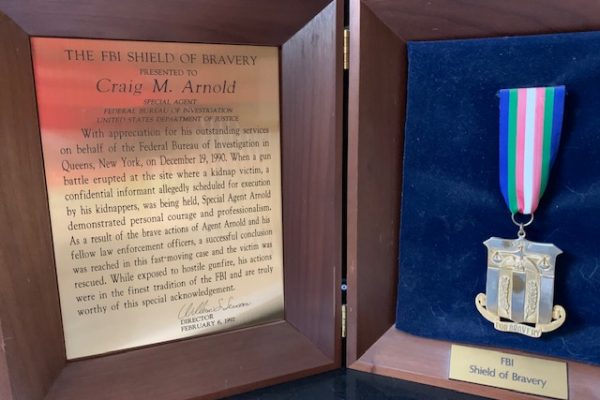 THE FBI SHIELD OF BRAVERY
PRESENTED TO
Craig M. Arnold
SPECIAL AGENT
FEDERAL BUREAU OF INVESTIGATION
UNITED STATES DEPARTMENT OF JUSTICE
With appreciation for his outstanding services
on behalf of the Federal Bureau of Investigation in
Queens, New York, on December 19, 1990. When a gun
battle erupted at the site where a kidnap victim, a
confidential informant allegedly scheduled for execution
by his kidnappers, was being held, Special Agent Arnold
demonstrated personal courage and professionalism.
As a result of the brave actions of Agent Arnold and his
fellow law enforcement officers, a successful conclusion
was reached in this fast-moving case and the victim was
rescued. While exposed to hostile gunfire, his actions
were in the finest tradition of the FBI and are truly
worthy of this special acknowledgement.
William S. Sessions
DIRECTOR
FEBRUARY 6, 1992
FOR BRAVERY
FBI
Shield of Bravery